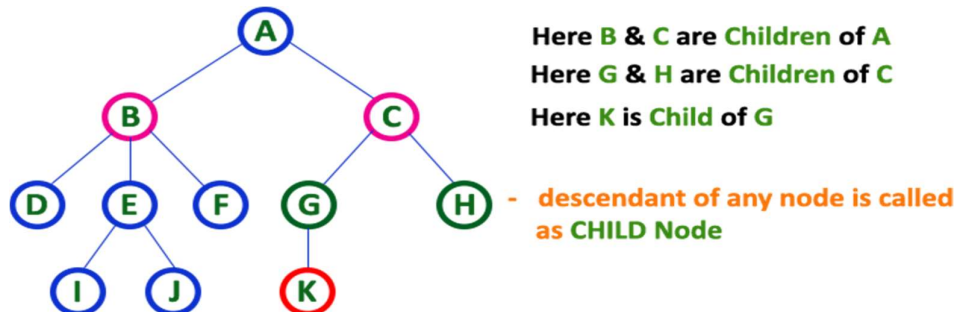 A
B C
D E F G H
I J K
Here B & C are Children of A
Here G & H are Children of C
Here K is Child of G
- descendant of any node is called
as CHILD Node